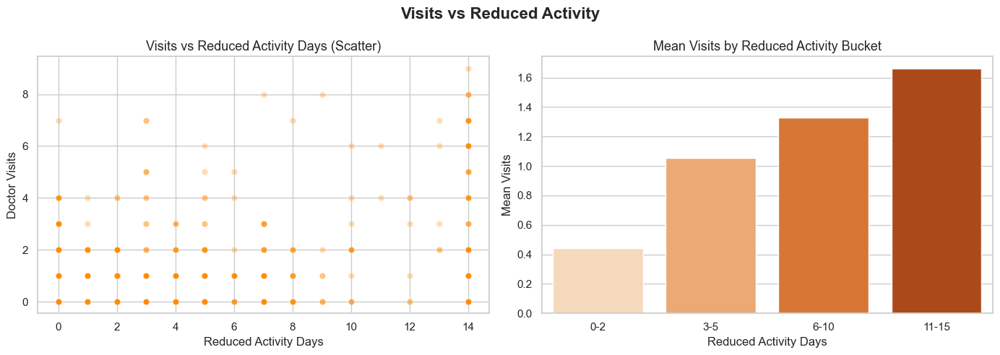 Visits vs Reduced Activity
Visits vs Reduced Activity Days (Scatter)
Doctor Visits
8
6
4
2
0
0 2 4 6 8 10 12 14
Reduced Activity Days
Mean Visits by Reduced Activity Bucket
Mean Visits
1.6
1.4
1.2
1.0
0.8
0.6
0.4
0.2
0.0
0-2 3-5 6-10 11-15
Reduced Activity Days